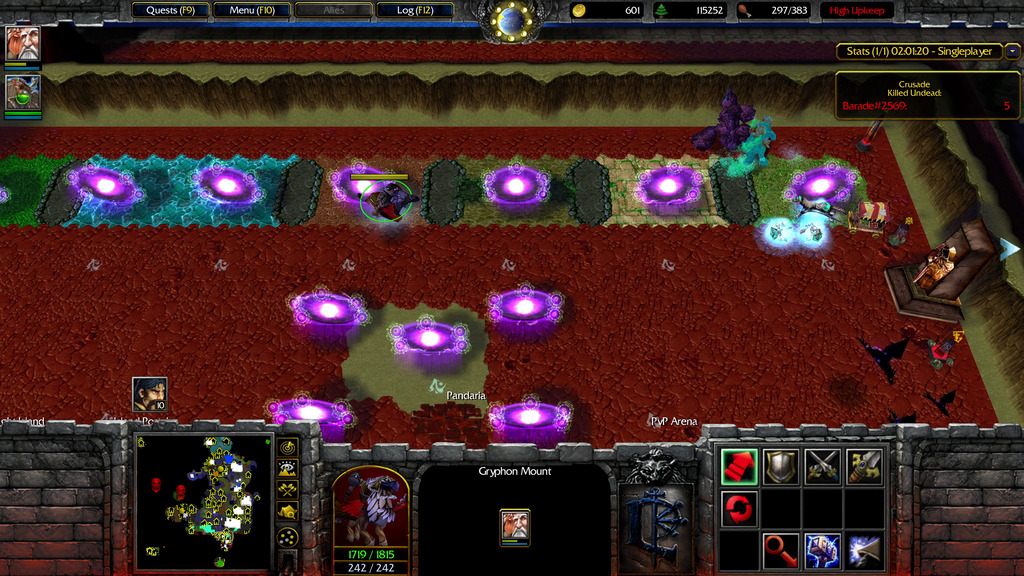 Quests (F9) Menu (F10) Allies Log (F12) 601 115252 297/383 High Upkeep
Stats (1/1) 02:01:20 - Singleplayer
Crusade
Killed Undead:
Barade#2569: 5
10
Pandaria
PvP Arena
Gryphon Mount
1719 / 1815
242 / 242